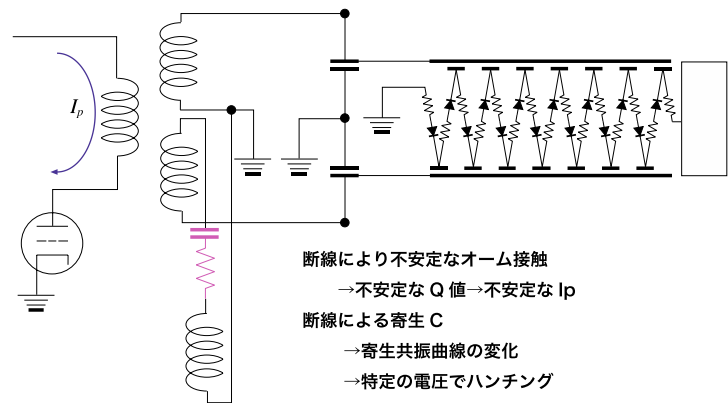 Ip
断線により不安定なオーム接触
→不安定な Q 値→不安定な Ip
断線による寄生 C
→寄生共振曲線の変化
→特定の電圧でハンチング